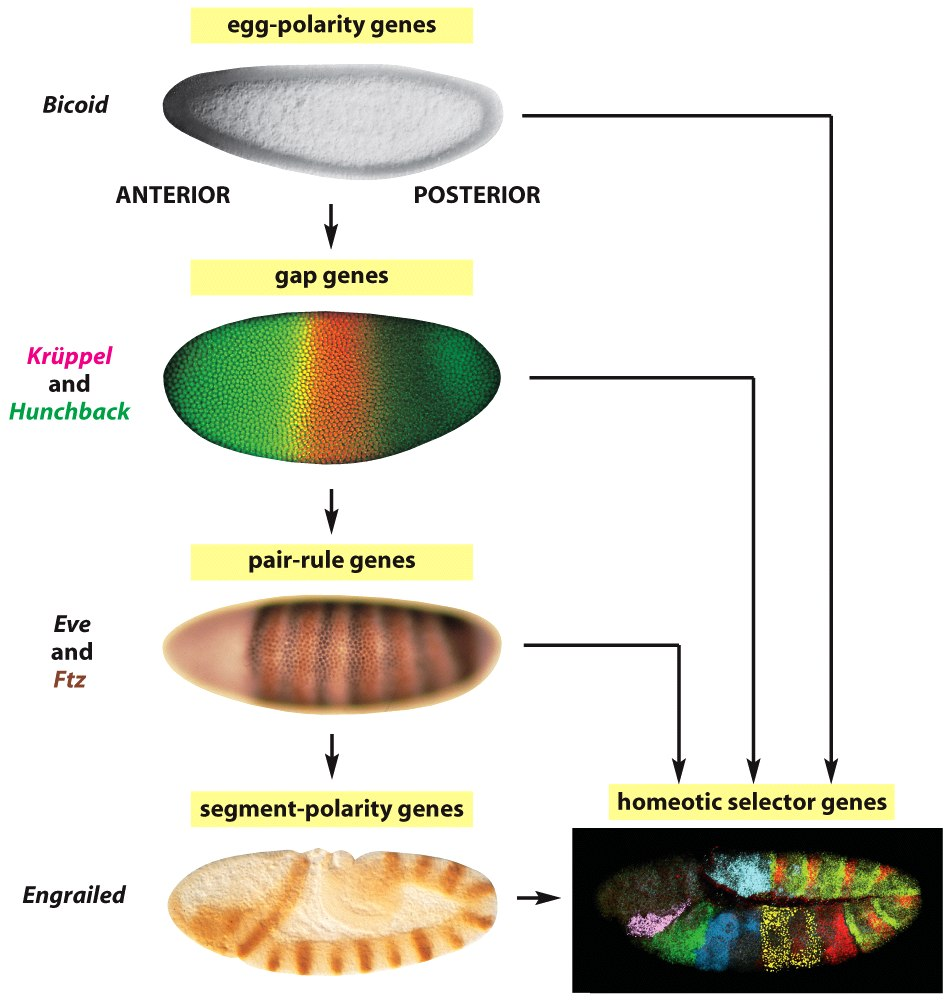 egg-polarity genes
Bicoid
ANTERIOR
POSTERIOR
gap genes
Krüppel
and
Hunchback
pair-rule genes
Eve
and
Ftz
segment-polarity genes
homeotic selector genes
Engrailed